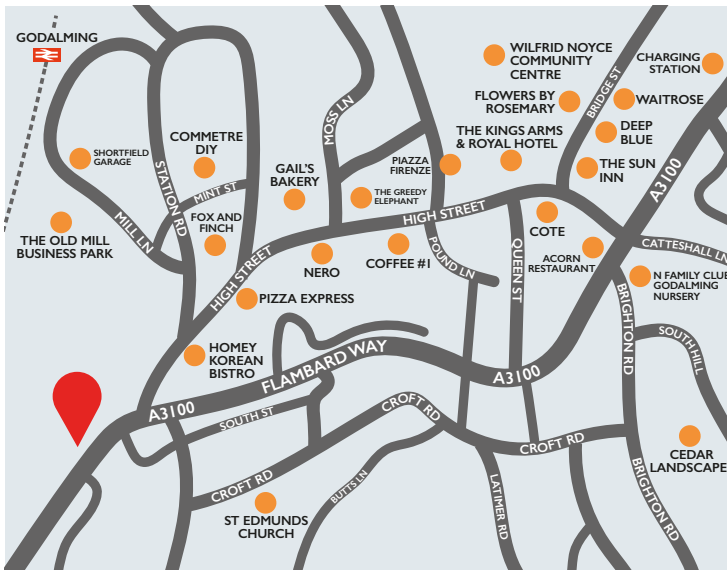 GODALMING
WILFRID NOYCE
COMMUNITY
CENTRE
CHARGING
STATION
FLOWERS BY
ROSEMARY
BRIDGE ST
WAITROSE
MOSS LN
COMMETRE
DIY
SHORTFIELD
GARAGE
STATION RD
MINT ST
GAIL'S
BAKERY
PIAZZA
FIRENZE
THE KINGS ARMS
& ROYAL HOTEL
DEEP
BLUE
THE SUN
INN
A3100
THE GREEDY
ELEPHANT
HIGH STREET
MILL LN
THE OLD MILL
BUSINESS PARK
FOX AND
FINCH
HIGH STREET
NERO
COFFEE #1
POUND LN
QUEEN ST
COTE
ACORN
RESTAURANT
CATTESHALL LN
N FAMILY CLUB
GODALMING
NURSERY
PIZZA EXPRESS
BRIGHTON RD
SOUTH HILL
HOMEY
KOREAN
BISTRO
FLAMBARD WAY
A3100
A3100
SOUTH ST
CROFT RD
CROFT RD
CEDAR
LANDSCAPE
BRIGHTON RD
CROFT RD
BUTTS LN
LATIMER RD
ST EDMUNDS
CHURCH